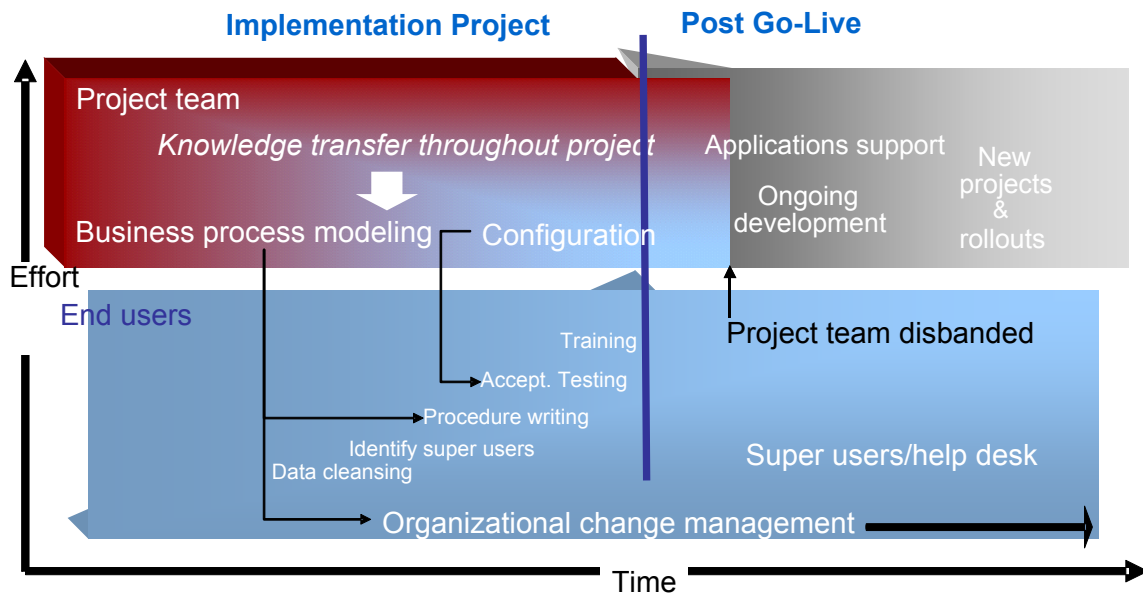 Implementation Project
Post Go-Live
Project team
Knowledge transfer throughout project
Applications support
New
projects
&
rollouts
Ongoing
development
Business process modeling
Configuration
Effort
End users
Project team disbanded
Training
Accept. Testing
Procedure writing
Identify super users
Data cleansing
Super users/help desk
Organizational change management
Time